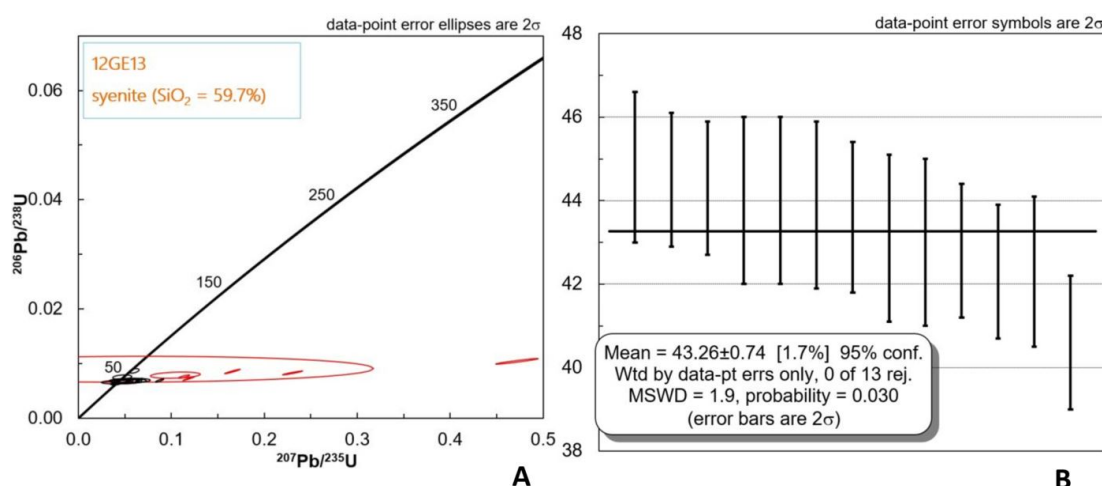 data-point error ellipses are 2σ
12GE13
syenite (SiO₂ = 59.7%)
350
250
150
50
0.06
0.04
0.02
0.00
²⁰⁶Pb/²³⁸U
0.0
0.1
0.2
0.3
0.4
0.5
²⁰⁷Pb/²³⁵U
A
data-point error symbols are 2σ
48
46
44
42
40
38
Mean = 43.26±0.74 [1.7%] 95% conf.
Wtd by data-pt errs only, 0 of 13 rej.
MSWD = 1.9, probability = 0.030
(error bars are 2σ)
B